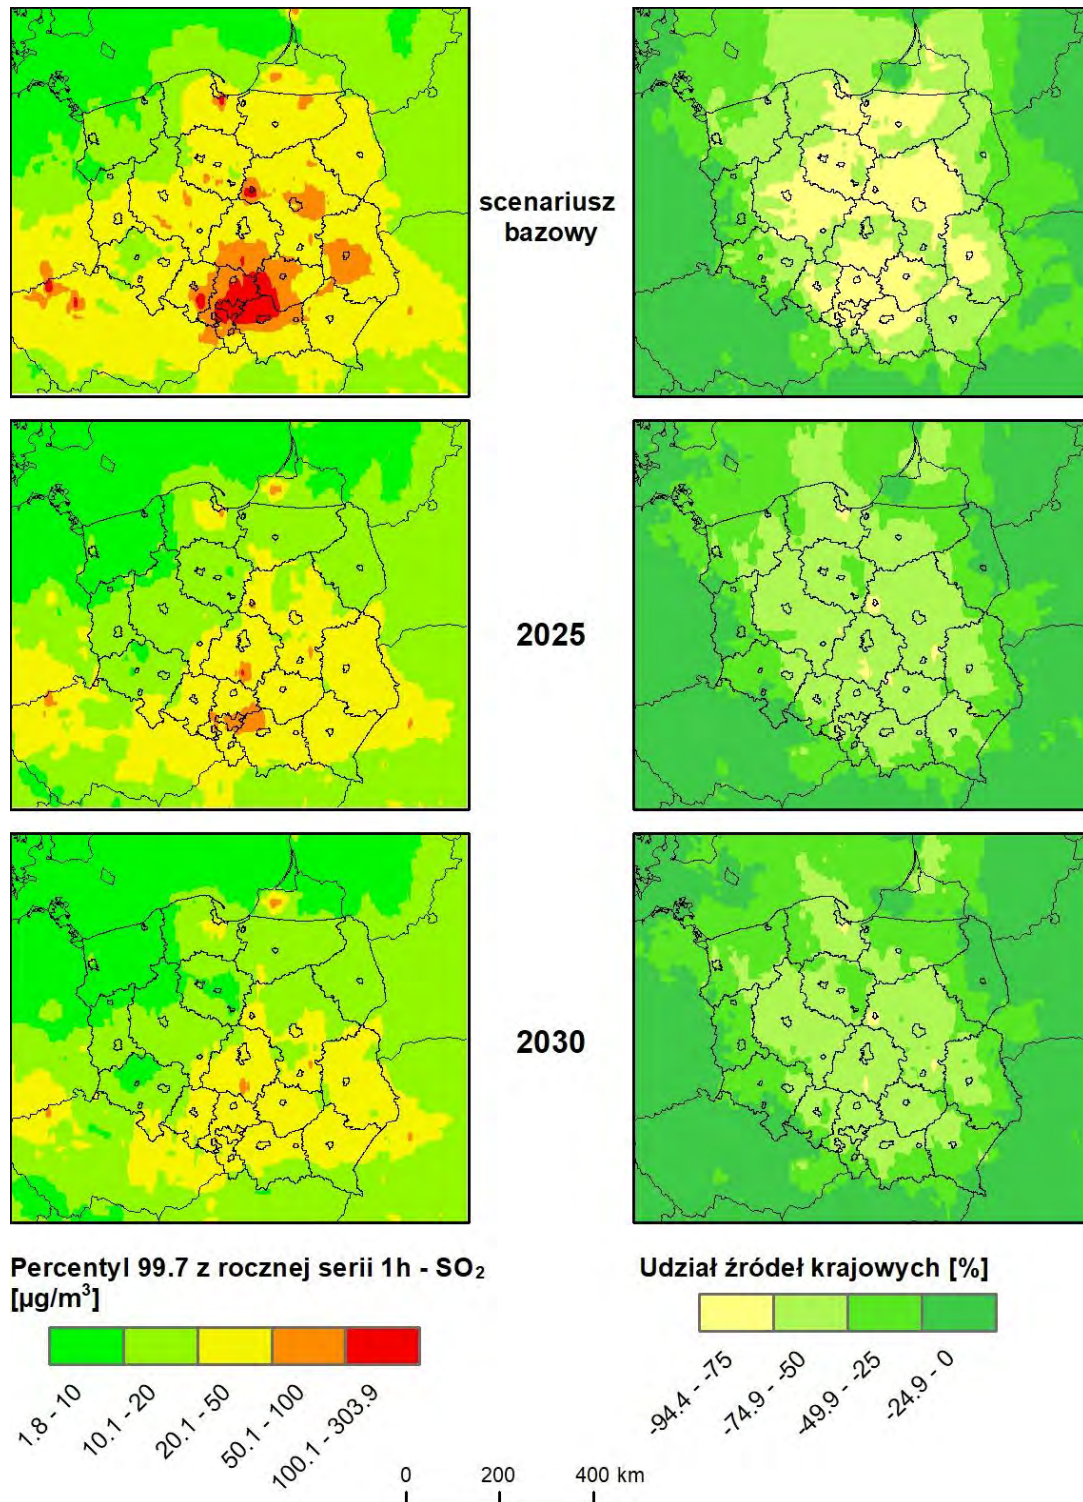 scenariusz
bazowy
2025
2030
Percentyl 99.7 z rocznej serii 1h - SO₂
[µg/m³]
1.8 - 10
10.1 - 20
20.1 - 50
50.1 - 100
100.1 - 303.9
Udział źródeł krajowych [%]
-94.4 - -75
-74.9 - -50
-49.9 - -25
-24.9 - 0
0 200 400 km